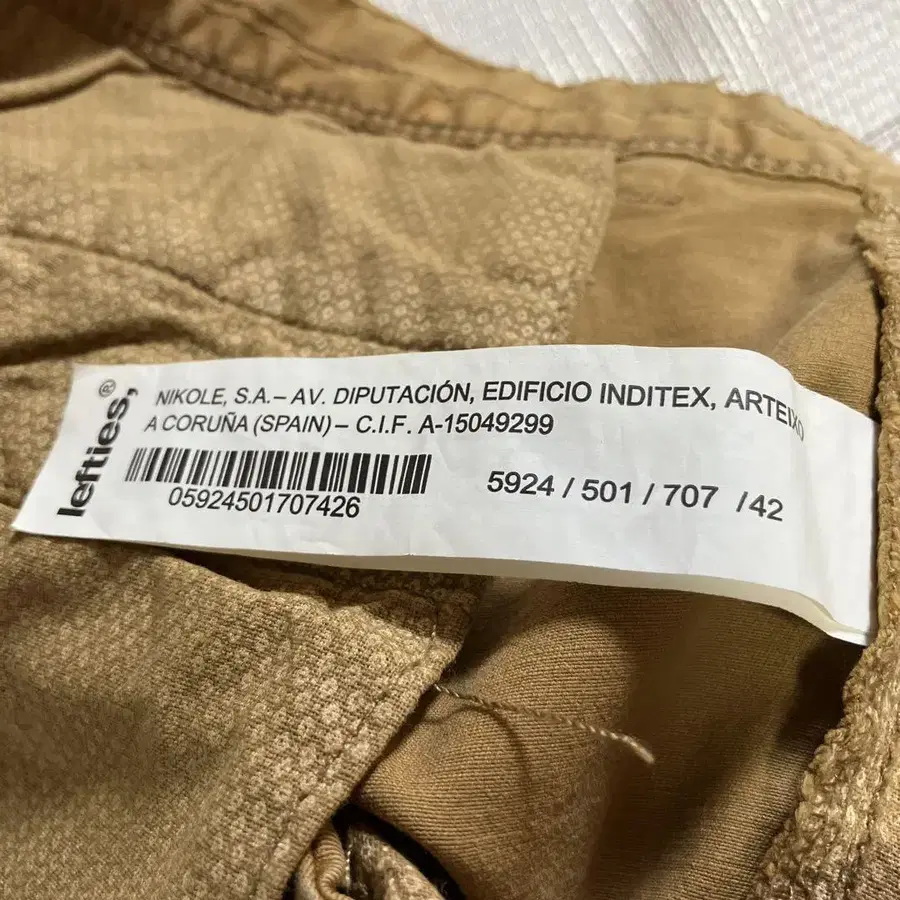 lefties,®
NIKOLE, S.A.– AV. DIPUTACIÓN, EDIFICIO INDITEX, ARTEIXO
A CORUÑA (SPAIN) – C.I.F. A-15049299
05924501707426
5924 / 501 / 707 /42